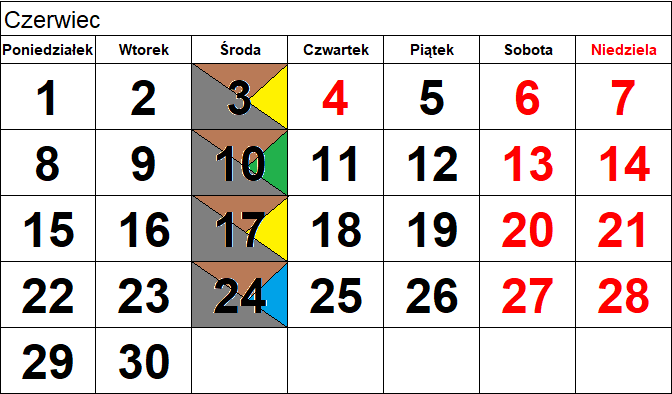 Czerwiec
Poniedziałek Wtorek Środa Czwartek Piątek Sobota Niedziela
1 2 3 4 5 6 7
8 9 10 11 12 13 14
15 16 17 18 19 20 21
22 23 24 25 26 27 28
29 30